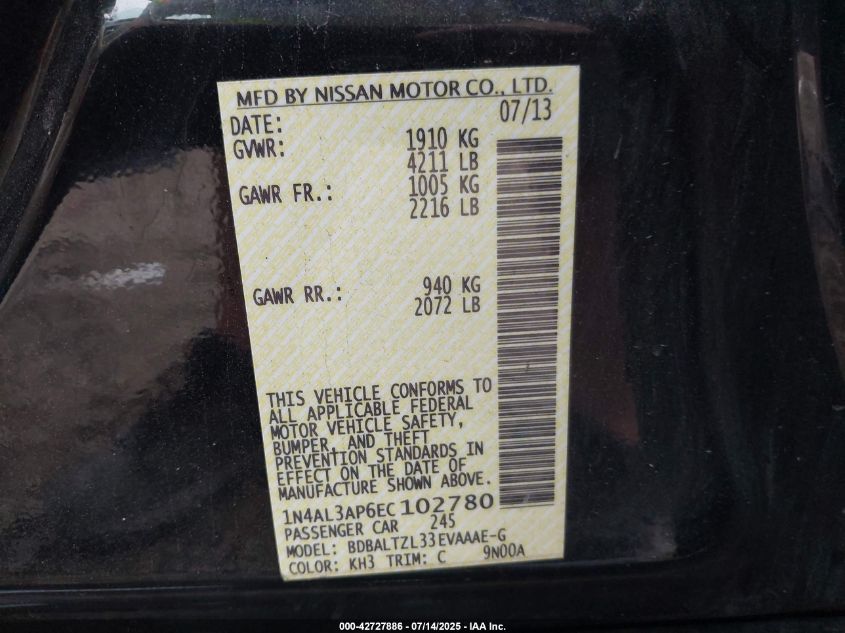 MFD BY NISSAN MOTOR CO., LTD.
DATE: 07/13
GVWR: 1910 KG
4211 LB
GAWR FR.: 1005 KG
2216 LB
GAWR RR.: 940 KG
2072 LB
THIS VEHICLE CONFORMS TO
ALL APPLICABLE FEDERAL
MOTOR VEHICLE SAFETY,
BUMPER, AND THEFT
PREVENTION STANDARDS IN
EFFECT ON THE DATE OF
MANUFACTURE SHOWN ABOVE.
1N4AL3AP6EC102780
PASSENGER CAR 245
MODEL: BDBALTZL33EVAAAE-G
COLOR: KH3 TRIM: C 9N00A
000-42727886 - 07/14/2025 - IAA Inc.